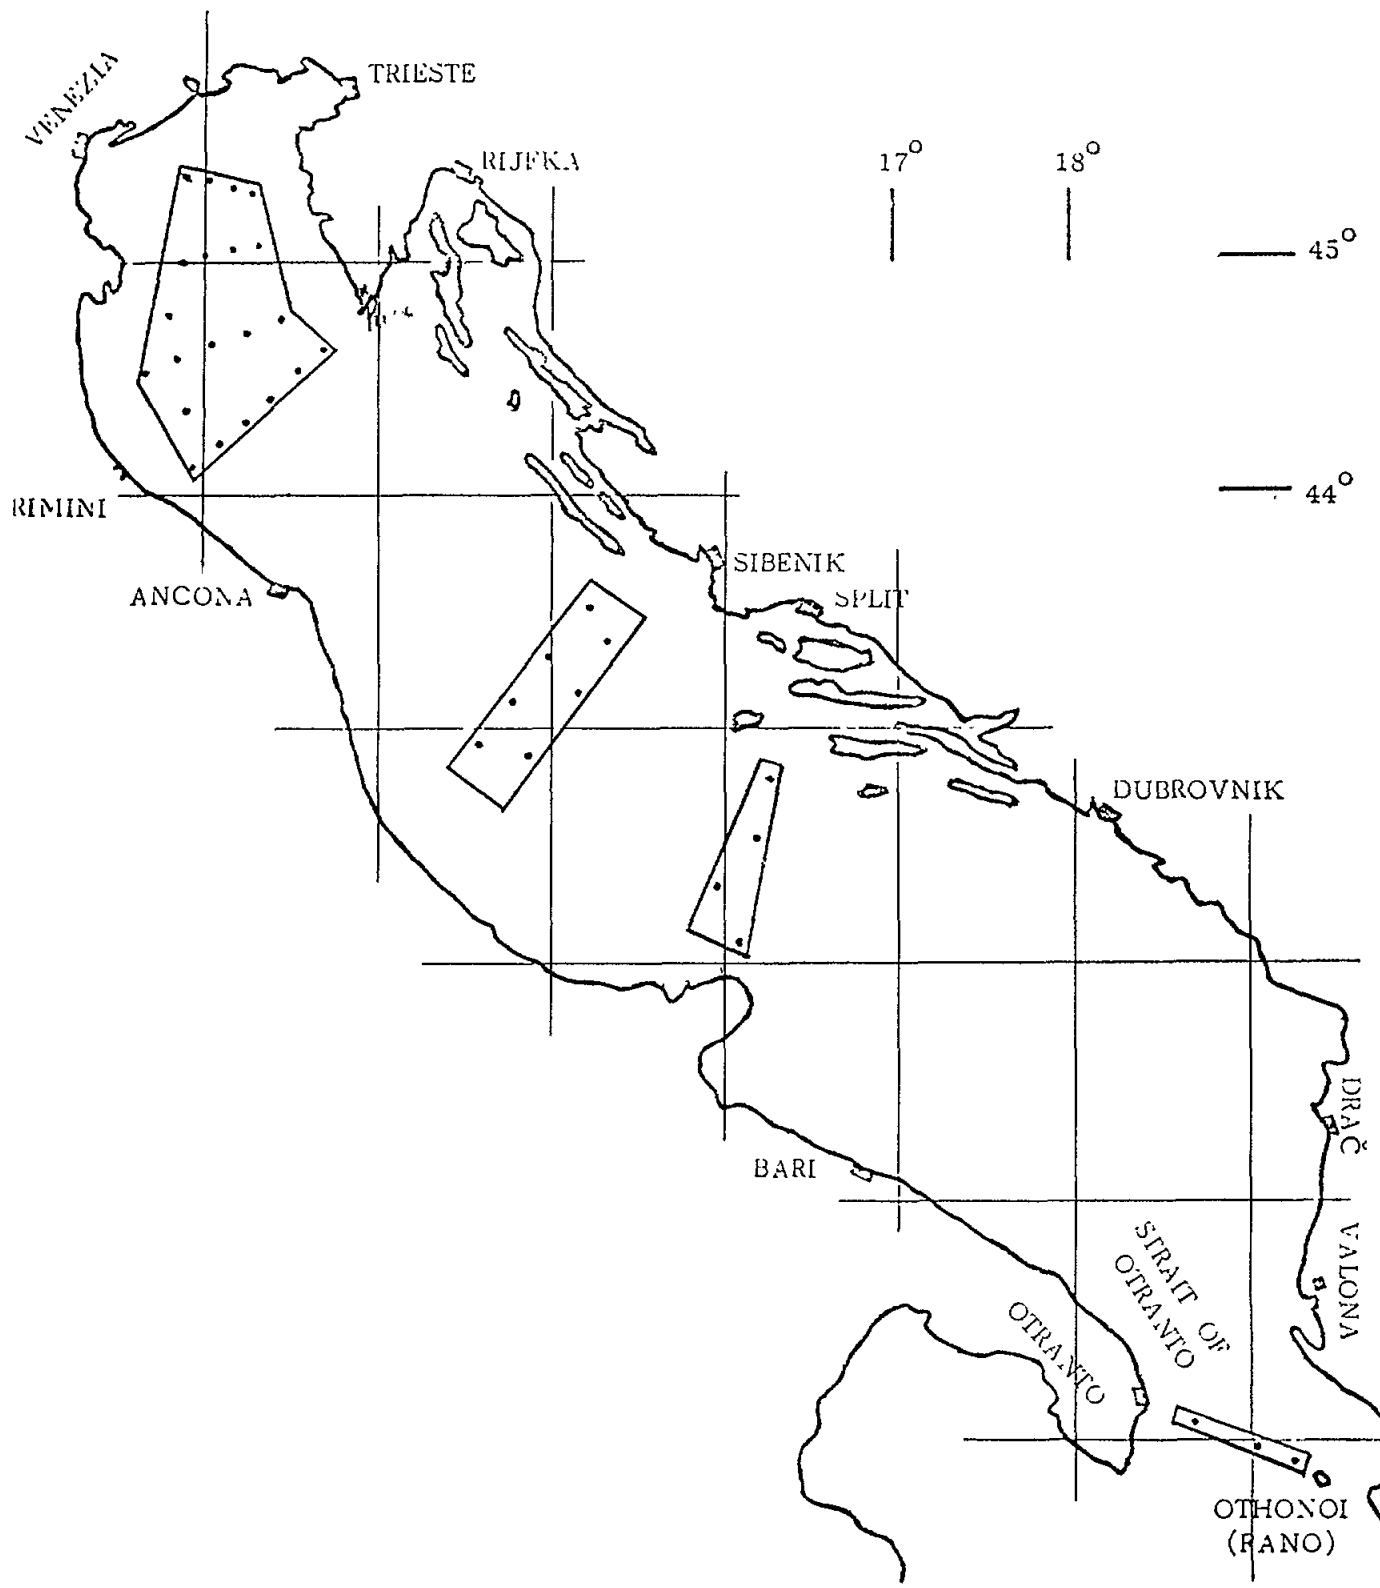 TRIESTE
VENEZIA
RIJEKA
17°
18°
45°
44°
RIMINI
SIBENIK
ANCONA
SPLIT
DUBROVNIK
DRAČ
BARI
VALONA
STRAIT OF
OTRANTO
OTRANTO
OTHONOI
(FANO)